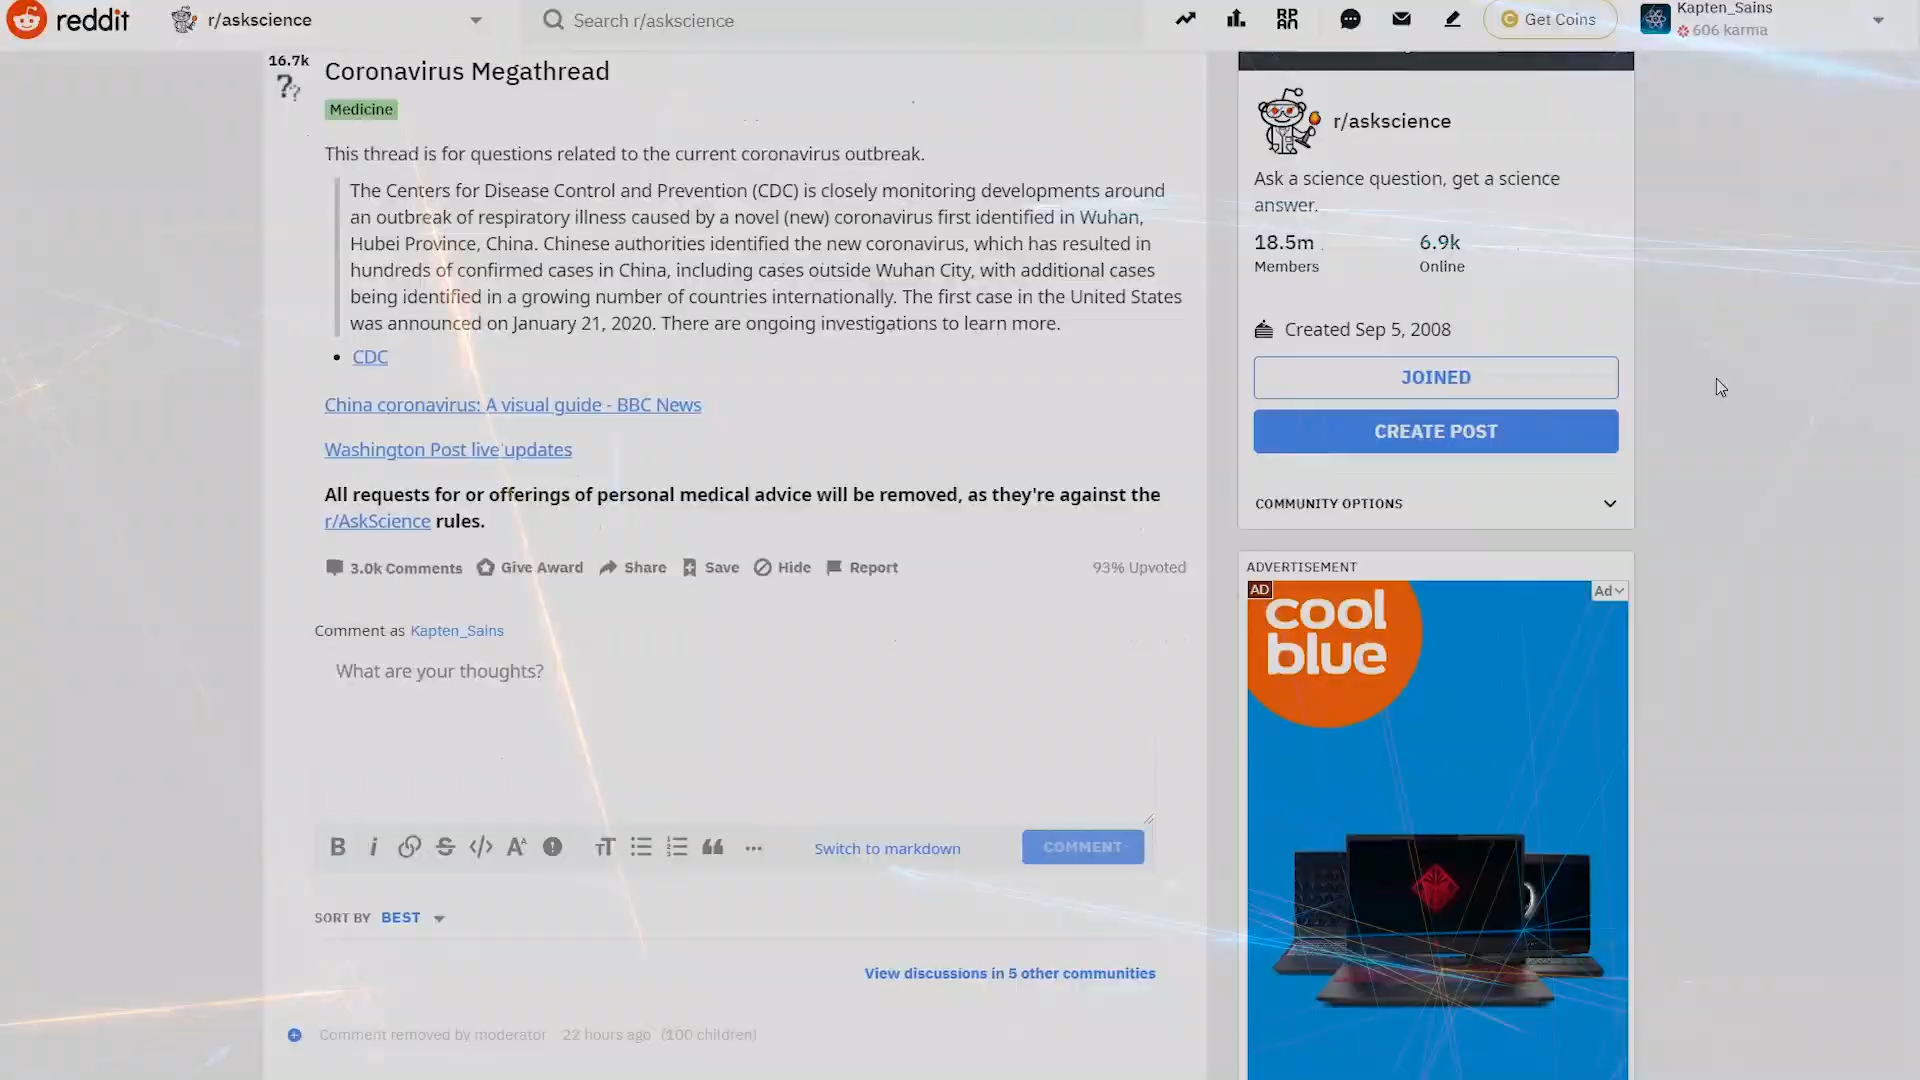 reddit
r/askscience
Search r/askscience
Get Coins
Kapten_Sains
606 karma
16.7k
Coronavirus Megathread
Medicine
This thread is for questions related to the current coronavirus outbreak.
The Centers for Disease Control and Prevention (CDC) is closely monitoring developments around
an outbreak of respiratory illness caused by a novel (new) coronavirus first identified in Wuhan,
Hubei Province, China. Chinese authorities identified the new coronavirus, which has resulted in
hundreds of confirmed cases in China, including cases outside Wuhan City, with additional cases
being identified in a growing number of countries internationally. The first case in the United States
was announced on January 21, 2020. There are ongoing investigations to learn more.
• CDC
China coronavirus: A visual guide - BBC News
Washington Post live updates
All requests for or offerings of personal medical advice will be removed, as they're against the
r/AskScience rules.
3.0k Comments Give Award Share Save Hide Report 93% Upvoted
Comment as Kapten_Sains
What are your thoughts?
Switch to markdown
COMMENT
SORT BY BEST
View discussions in 5 other communities
Comment removed by moderator 22 hours ago (100 children)
r/askscience
Ask a science question, get a science
answer.
18.5m 6.9k
Members Online
Created Sep 5, 2008
JOINED
CREATE POST
COMMUNITY OPTIONS
ADVERTISEMENT
AD
Ad
cool
blue